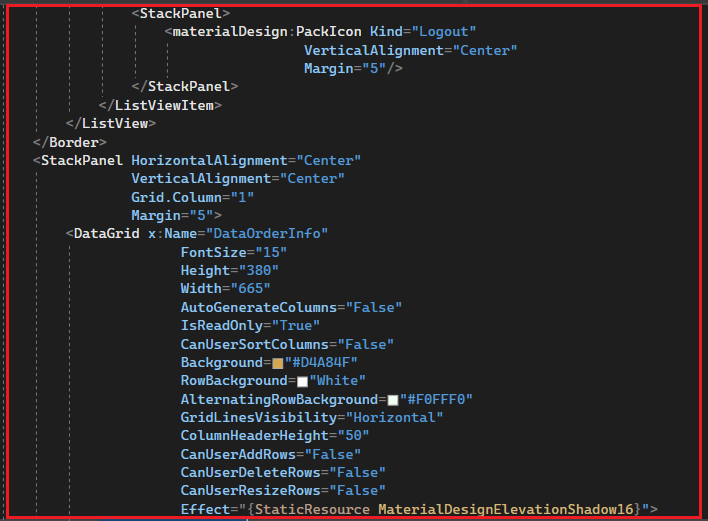 <StackPanel>
<materialDesign:PackIcon Kind="Logout"
VerticalAlignment="Center"
Margin="5"/>
</StackPanel>
</ListViewItem>
</ListView>
</Border>
<StackPanel HorizontalAlignment="Center"
VerticalAlignment="Center"
Grid.Column="1"
Margin="5">
<DataGrid x:Name="DataOrderInfo"
FontSize="15"
Height="380"
Width="665"
AutoGenerateColumns="False"
IsReadOnly="True"
CanUserSortColumns="False"
Background="#D4A84F"
RowBackground="White"
AlternatingRowBackground="#F0FFF0"
GridLinesVisibility="Horizontal"
ColumnHeaderHeight="50"
CanUserAddRows="False"
CanUserDeleteRows="False"
CanUserResizeRows="False"
Effect="{StaticResource MaterialDesignElevationShadow16}">